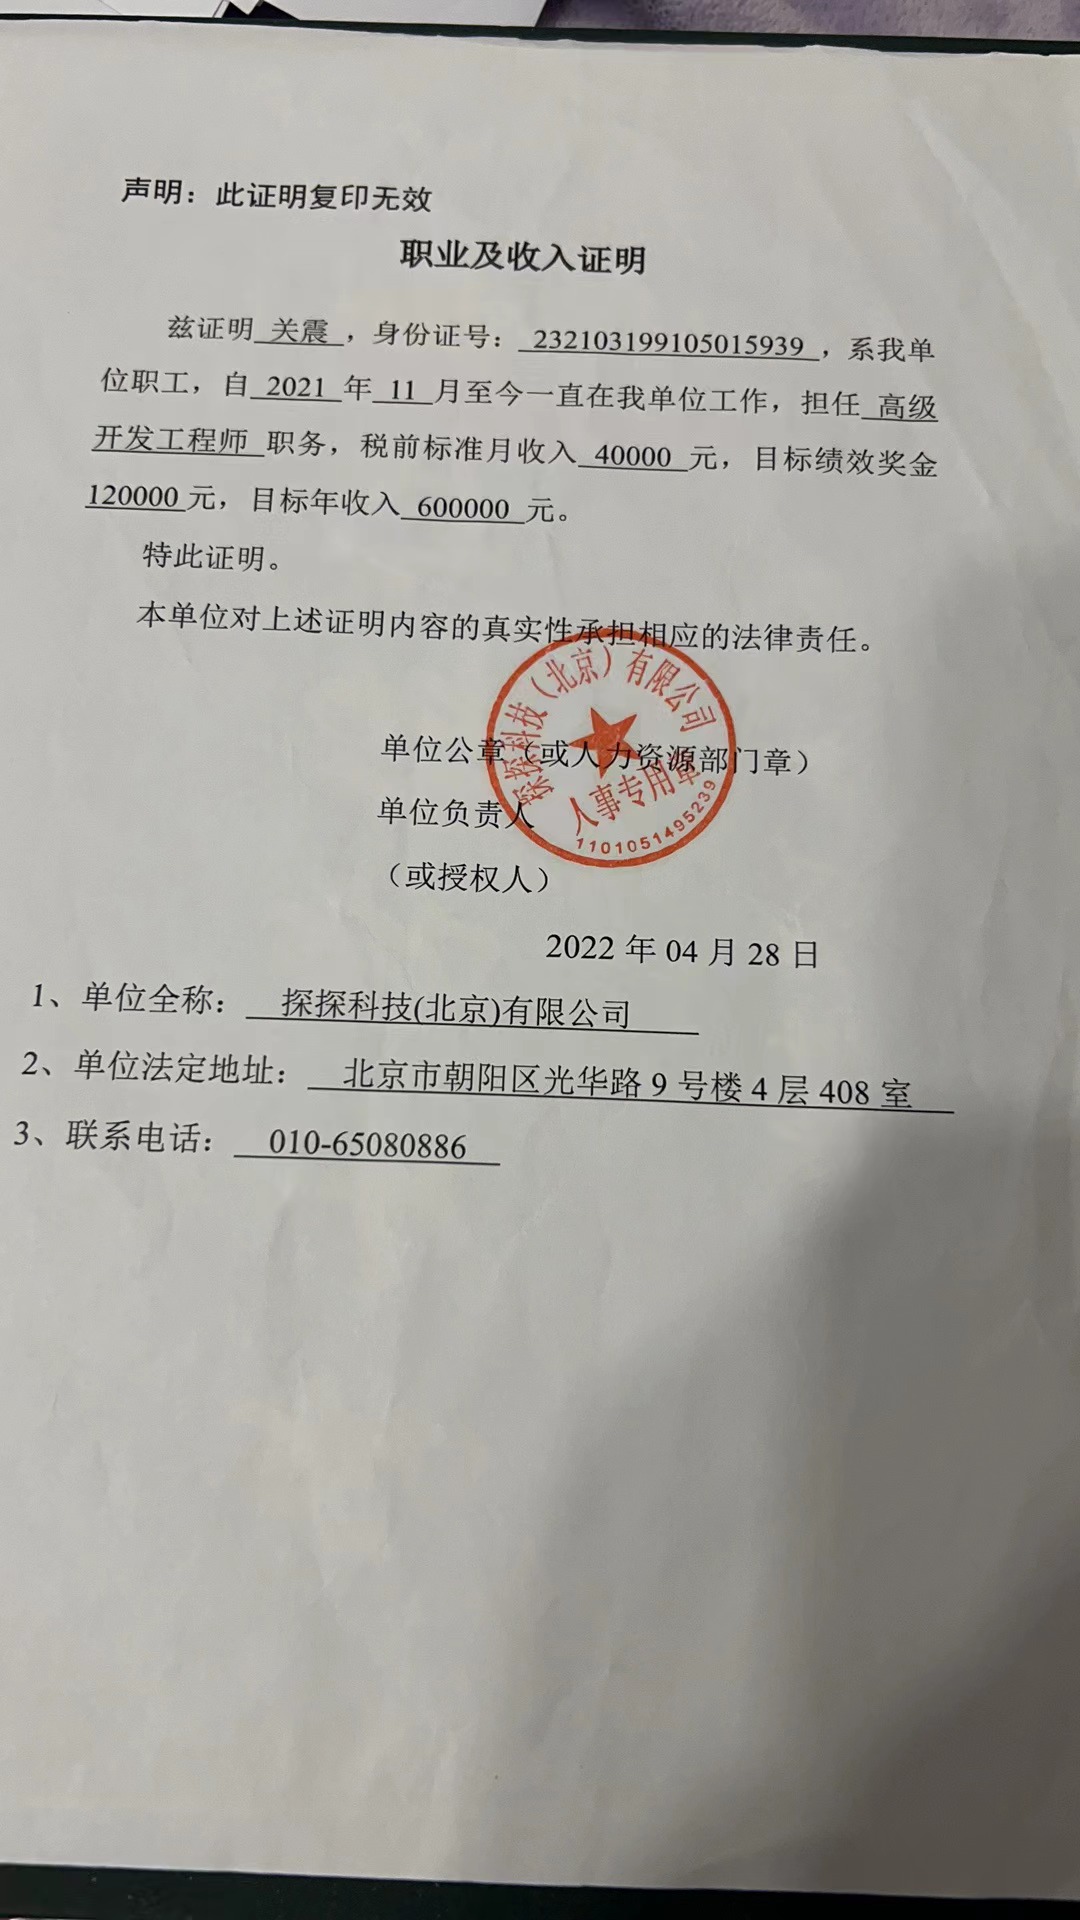 声明：此证明复印无效
职业及收入证明
兹证明 关震 ，身份证号： 232103199105015939 ，系我单
位职工，自 2021 年 11 月至今一直在我单位工作，担任 高级
开发工程师 职务，税前标准月收入 40000 元，目标绩效奖金
120000 元，目标年收入 600000 元。
特此证明。
本单位对上述证明内容的真实性承担相应的法律责任。
探探科技（北京）有限公司
单位公章（或人力资源部门章）
人事专用章
1101051495239
单位负责人
（或授权人）
2022 年 04 月 28 日
1、单位全称： 探探科技(北京)有限公司
2、单位法定地址： 北京市朝阳区光华路 9 号楼 4 层 408 室
3、联系电话： 010-65080886